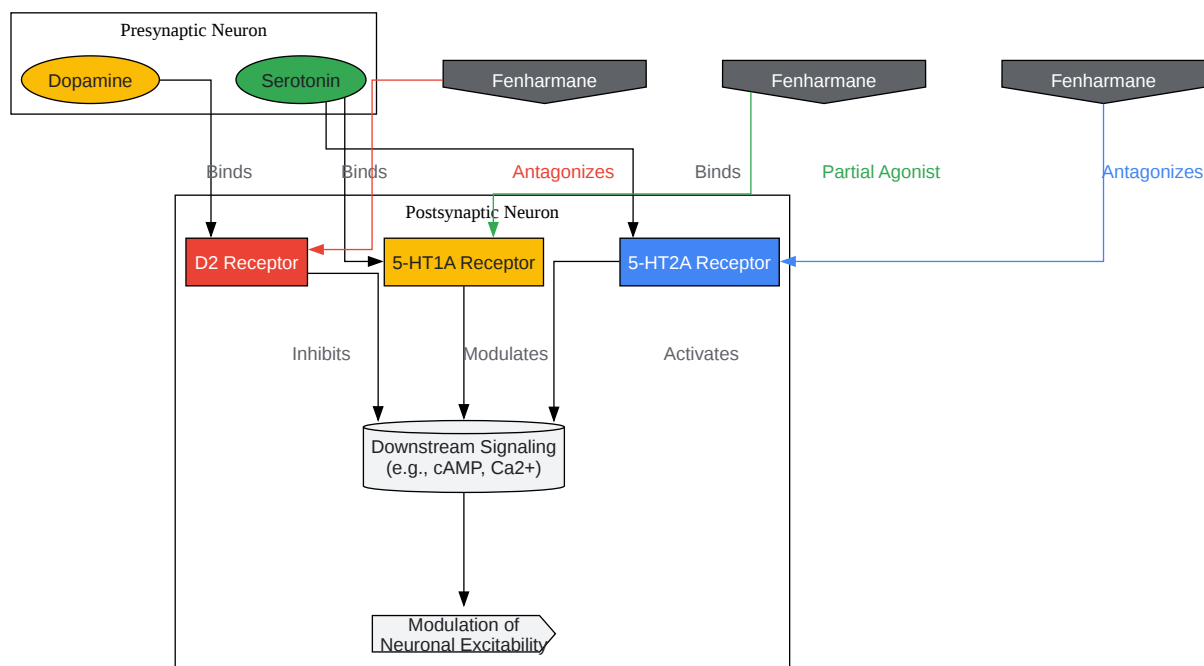 Presynaptic Neuron
Dopamine
Serotonin
Fenharmane
Fenharmane
Fenharmane
Binds
Binds
Antagonizes
Binds
Partial Agonist
Antagonizes
Postsynaptic Neuron
D2 Receptor
5-HT1A Receptor
5-HT2A Receptor
Inhibits
Modulates
Activates
Downstream Signaling
(e.g., cAMP, Ca2+)
Modulation of
Neuronal Excitability